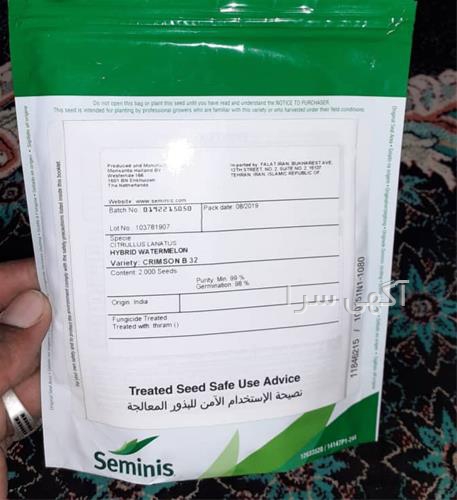 Do not open this bag or plant this seed until you have read and understand the NOTICE TO PURCHASER.
This seed is intended for planting by professional growers who are familiar with this variety or who harvested under their field conditions.
Monsanto Holland BV
Westeinde 166
1601 BN Enkhuizen
The Netherlands
Imported by: FALAT IRAN, BUKHAREST AVE,
12TH STREET, NO. 2, SUITE NO. 2, 15137
TEHRAN, IRAN, ISLAMIC REPUBLIC OF.
Website: www.seminis.com
Batch No: 0192215050 Pack date: 08/2019
Lot No: 103781907
Specie
CITRULLUS LANATUS
HYBRID WATERMELON
Variety: CRIMSON B 32
Content: 2.000 Seeds
Purity: Min. 99 %
Germination: 98 %
Origin: India
آگهی سرا
Fungicide Treated
Treated with: thiram ()
Treated Seed Safe Use Advice
نصيحة الإستخدام الآمن للبذور المعالجة
Seminis
11846215